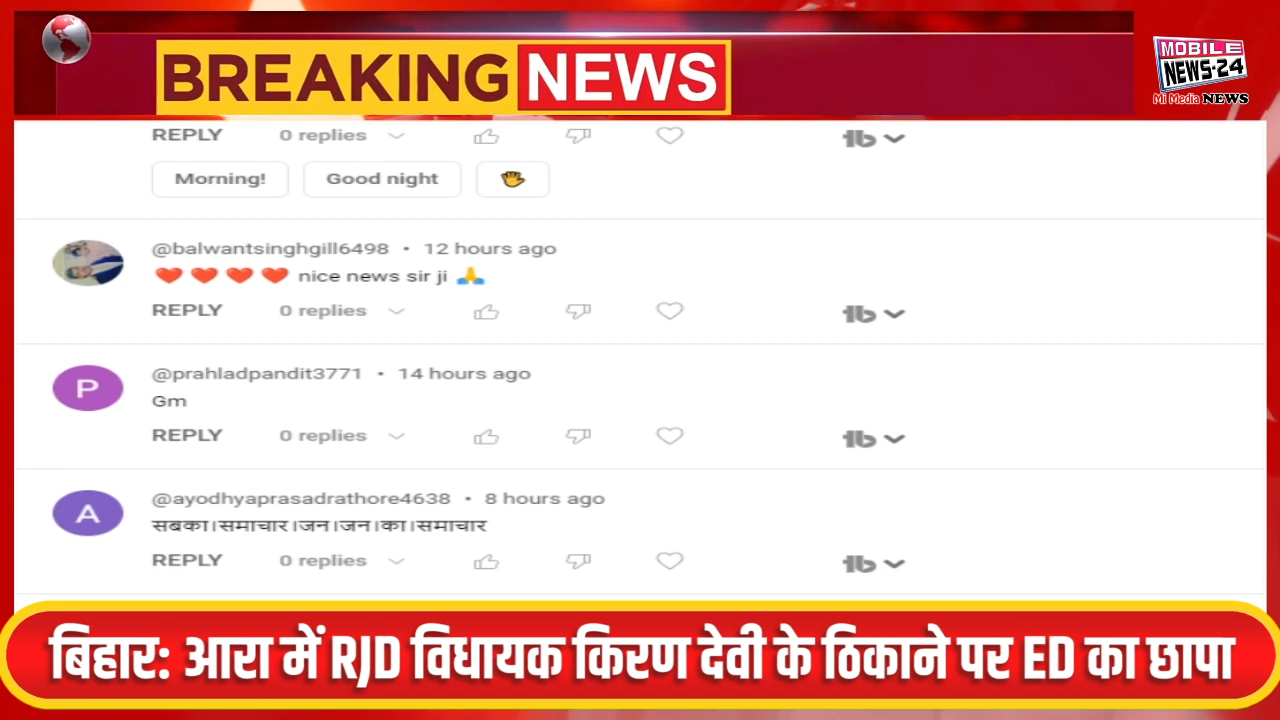 BREAKING NEWS
MOBILE
NEWS-24
Mi Media NEWS
REPLY 0 replies
Morning! Good night
@balwantsinghgill6498 • 12 hours ago
nice news sir ji
REPLY 0 replies
P
@prahladpandit3771 • 14 hours ago
Gm
REPLY 0 replies
A
@ayodhyaprasadrathore4638 • 8 hours ago
सबका।समाचार।जन।जन।का।समाचार
REPLY 0 replies
बिहार: आरा में RJD विधायक किरण देवी के ठिकाने पर ED का छापा